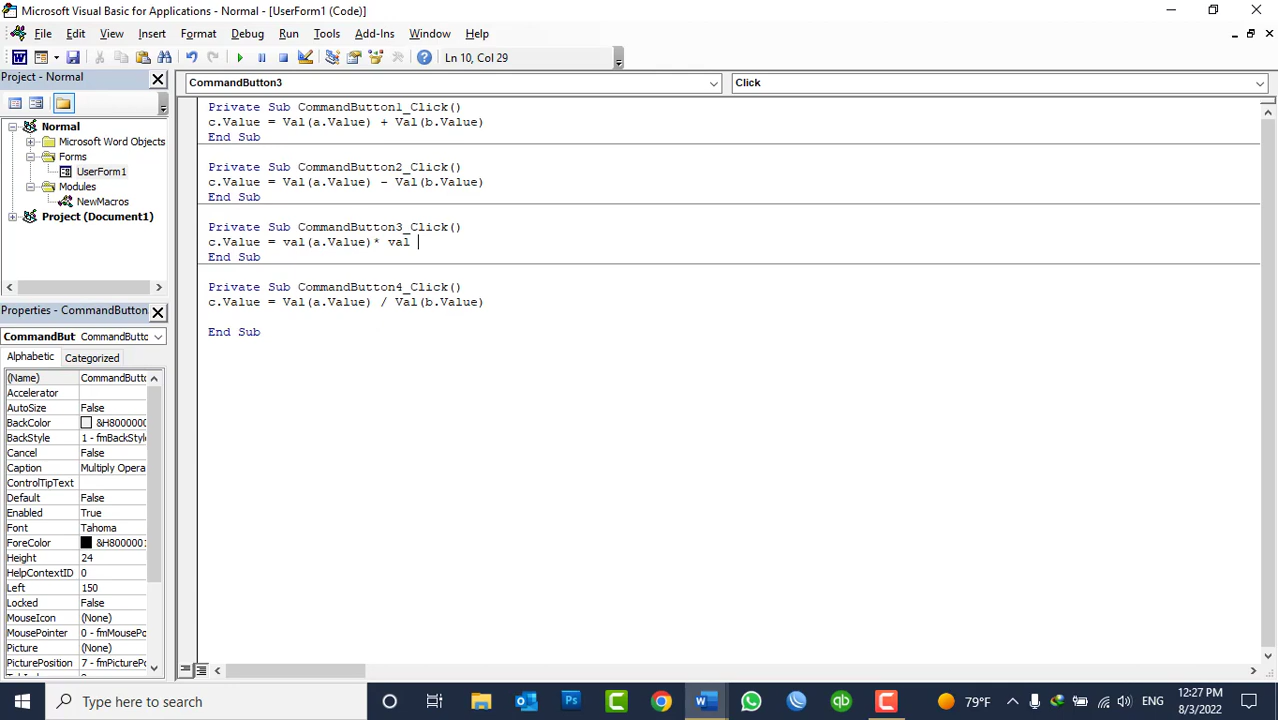 Microsoft Visual Basic for Applications - Normal - [UserForm1 (Code)]
File Edit View Insert Format Debug Run Tools Add-Ins Window Help
Ln 10, Col 29
Project - Normal
CommandButton3 Click
Normal
Microsoft Word Objects
Forms
UserForm1
Modules
NewMacros
Project (Document1)
Private Sub CommandButton1_Click()
c.Value = Val(a.Value) + Val(b.Value)
End Sub
Private Sub CommandButton2_Click()
c.Value = Val(a.Value) - Val(b.Value)
End Sub
Private Sub CommandButton3_Click()
c.Value = val(a.Value)* val
End Sub
Private Sub CommandButton4_Click()
c.Value = Val(a.Value) / Val(b.Value)
End Sub
Properties - CommandButton
CommandBut CommandButto
Alphabetic Categorized
(Name) CommandButto
Accelerator
AutoSize False
BackColor &H8000000
BackStyle 1 - fmBackStyl
Cancel False
Caption Multiply Opera
ControlTipText
Default False
Enabled True
Font Tahoma
ForeColor &H8000001
Height 24
HelpContextID 0
Left 150
Locked False
MouseIcon (None)
MousePointer 0 - fmMousePo
Picture (None)
PicturePosition 7 - fmPicturePo
Type here to search
79°F
ENG
12:27 PM
8/3/2022